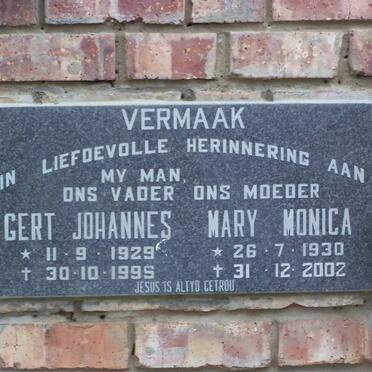 VERMAAK
IN LIEFDEVOLLE HERINNERING AAN
MY MAN
ONS VADER ONS MOEDER
GERT JOHANNES MARY MONICA
★ 11·9·1929 ★ 26·7·1930
† 30·10·1995 † 31·12·2002
JESUS IS ALTYD GETROU